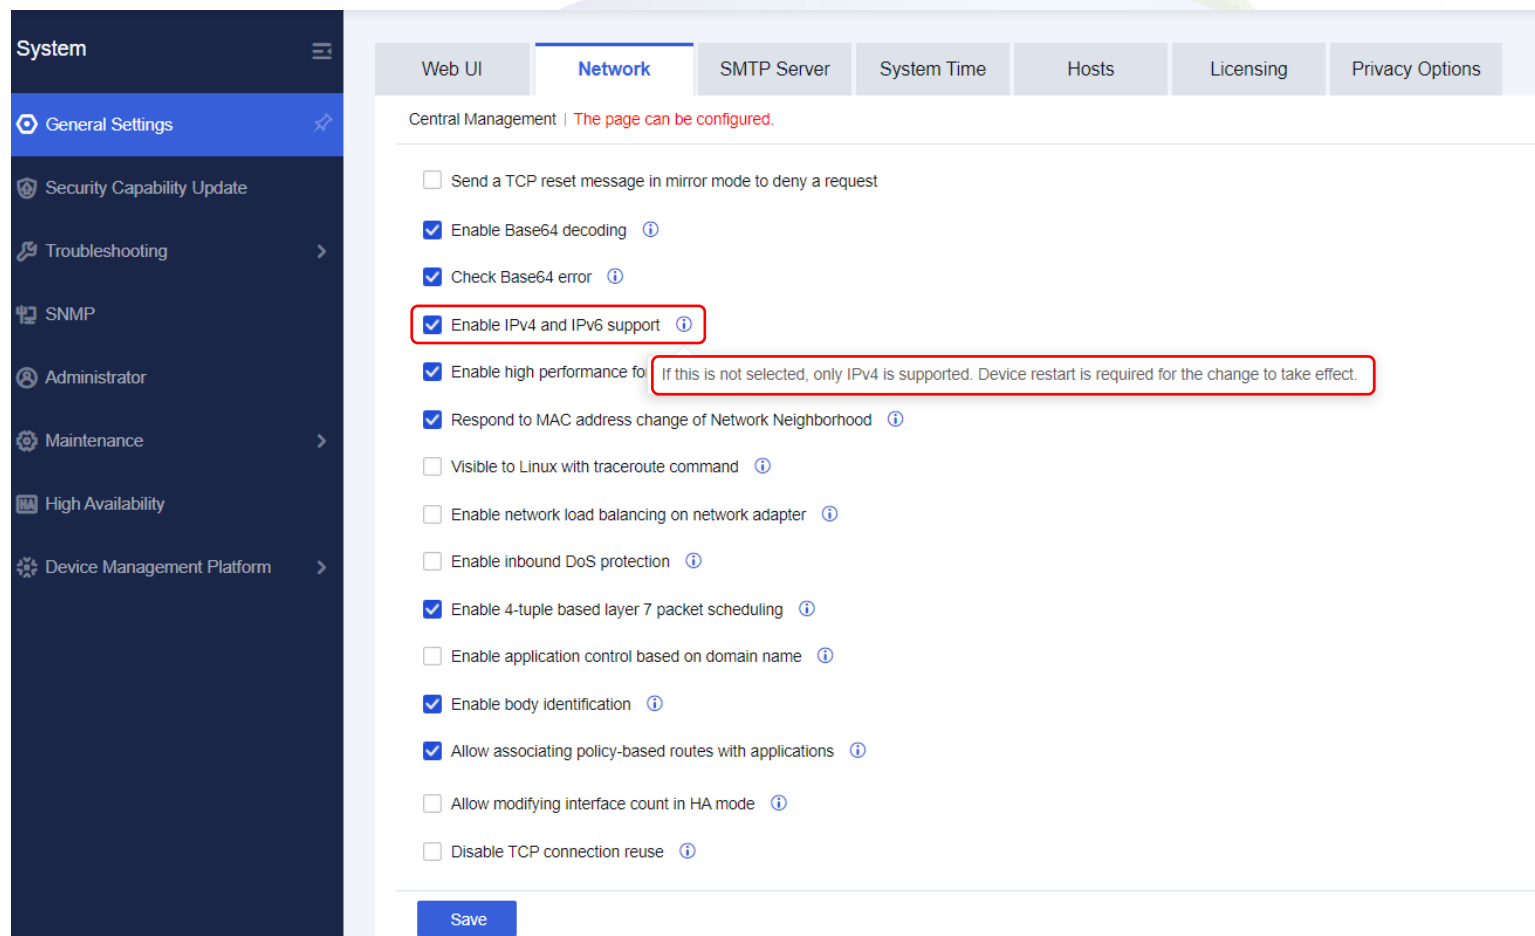 System
General Settings
Security Capability Update
Troubleshooting
SNMP
Administrator
Maintenance
HA High Availability
Device Management Platform
Web UI Network SMTP Server System Time Hosts Licensing Privacy Options
Central Management | The page can be configured.
Send a TCP reset message in mirror mode to deny a request
Enable Base64 decoding
Check Base64 error
Enable IPv4 and IPv6 support
Enable high performance fo
If this is not selected, only IPv4 is supported. Device restart is required for the change to take effect.
Respond to MAC address change of Network Neighborhood
Visible to Linux with traceroute command
Enable network load balancing on network adapter
Enable inbound DoS protection
Enable 4-tuple based layer 7 packet scheduling
Enable application control based on domain name
Enable body identification
Allow associating policy-based routes with applications
Allow modifying interface count in HA mode
Disable TCP connection reuse
Save